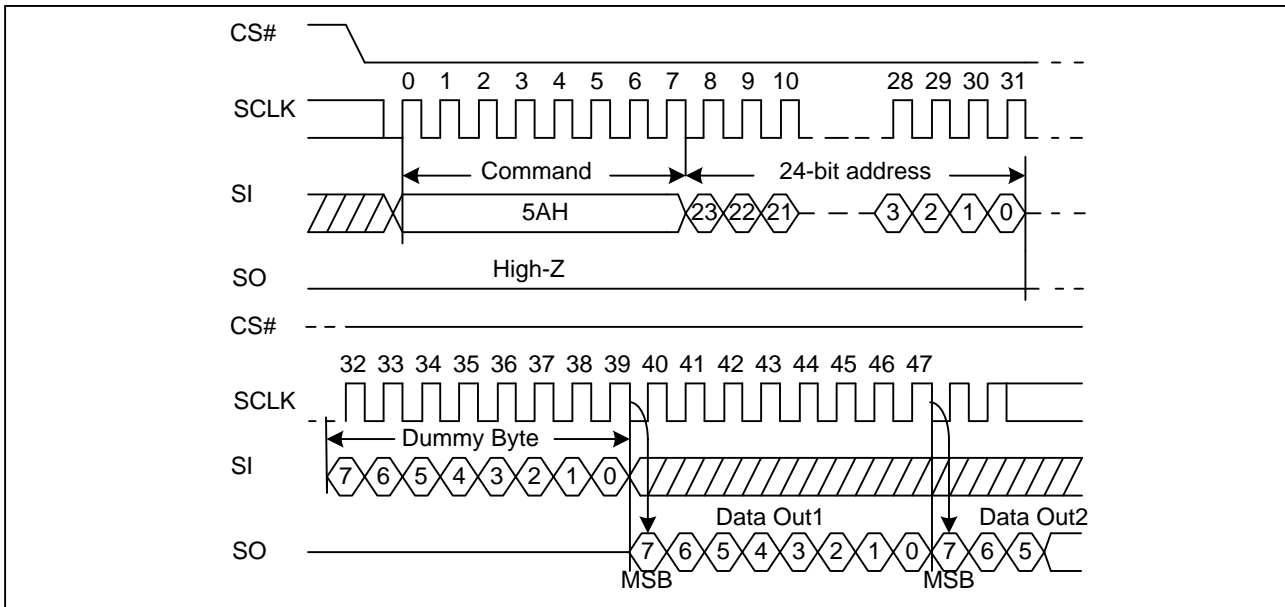 CS#
0 1 2 3 4 5 6 7 8 9 10 28 29 30 31
SCLK
Command 24-bit address
SI
5AH 23 22 21 3 2 1 0
High-Z
SO
CS#
32 33 34 35 36 37 38 39 40 41 42 43 44 45 46 47
SCLK
Dummy Byte
SI 7 6 5 4 3 2 1 0
Data Out1 Data Out2
SO 7 6 5 4 3 2 1 0 7 6 5
MSB MSB